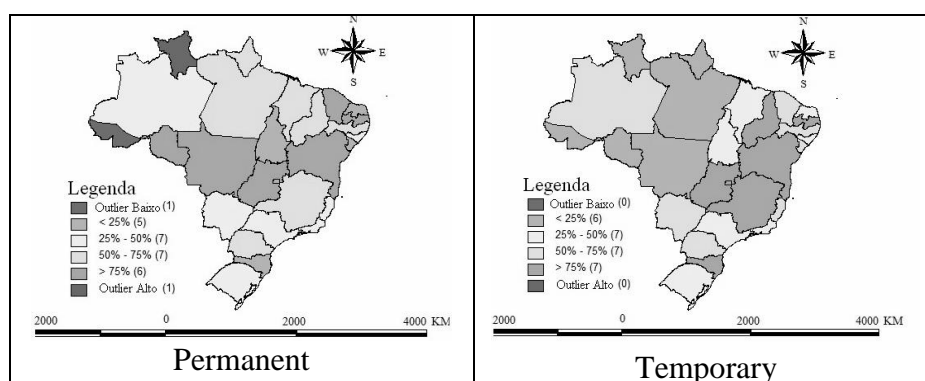 N
W E
S
Legenda
Outlier Baixo (1)
< 25% (5)
25% - 50% (7)
50% - 75% (7)
> 75% (6)
Outlier Alto (1)
2000 0 2000 4000 KM
Permanent
N
W E
S
Legenda
Outlier Baixo (0)
< 25% (6)
25% - 50% (7)
50% - 75% (7)
> 75% (7)
Outlier Alto (0)
2000 0 2000 4000 KM
Temporary